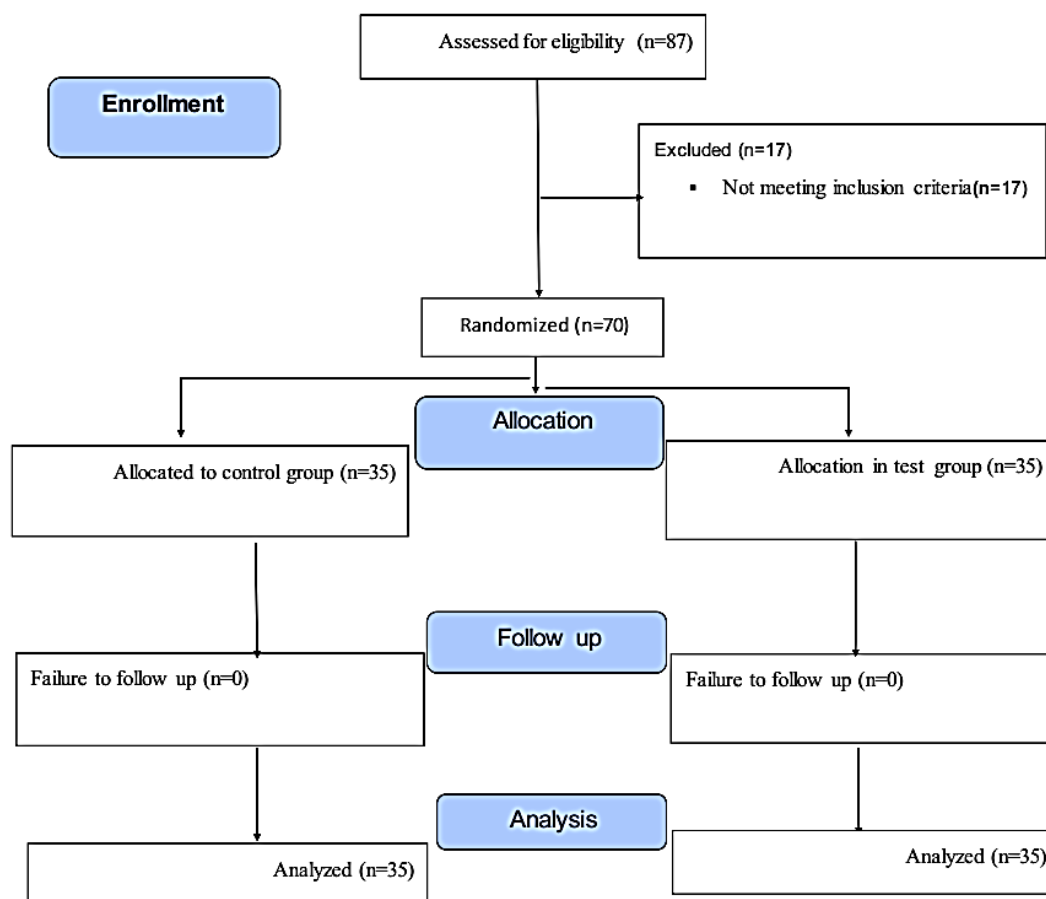 Assessed for eligibility (n=87)
Enrollment
Excluded (n=17)
▪ Not meeting inclusion criteria(n=17)
Randomized (n=70)
Allocation
Allocated to control group (n=35)
Allocation in test group (n=35)
Follow up
Failure to follow up (n=0)
Failure to follow up (n=0)
Analysis
Analyzed (n=35)
Analyzed (n=35)